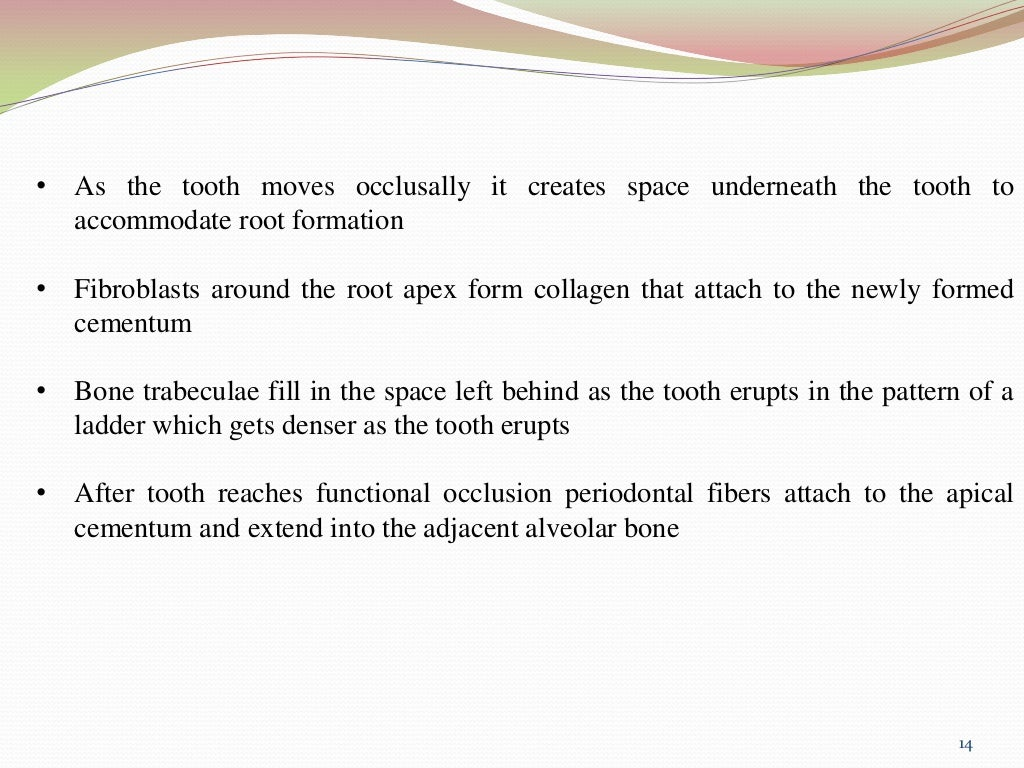 • As the tooth moves occlusally it creates space underneath the tooth to
accommodate root formation
• Fibroblasts around the root apex form collagen that attach to the newly formed
cementum
• Bone trabeculae fill in the space left behind as the tooth erupts in the pattern of a
ladder which gets denser as the tooth erupts
• After tooth reaches functional occlusion periodontal fibers attach to the apical
cementum and extend into the adjacent alveolar bone
14